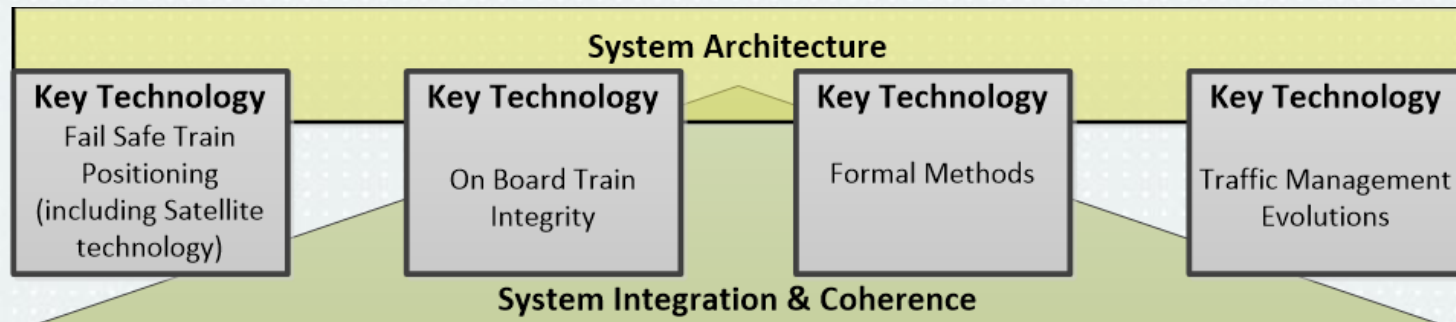 System Architecture
Key Technology
Fail Safe Train
Positioning
(including Satellite
technology)
Key Technology
On Board Train
Integrity
Key Technology
Formal Methods
Key Technology
Traffic Management
Evolutions
System Integration & Coherence